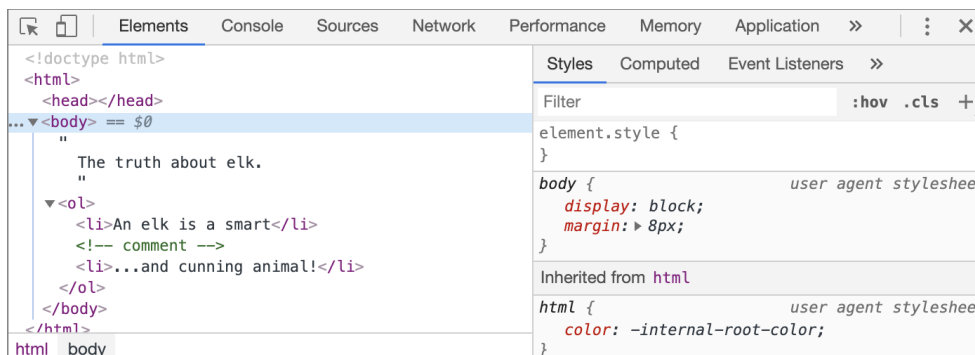 Elements Console Sources Network Performance Memory Application »
<!doctype html>
<html>
<head></head>
…▼<body> == $0
"
The truth about elk.
"
▼<ol>
<li>An elk is a smart</li>
<!-- comment -->
<li>...and cunning animal!</li>
</ol>
</body>
</html>
html body
Styles Computed Event Listeners »
Filter :hov .cls +
element.style {
}
body { user agent styleshee
display: block;
margin:▶ 8px;
}
Inherited from html
html { user agent styleshee
color: -internal-root-color;
}